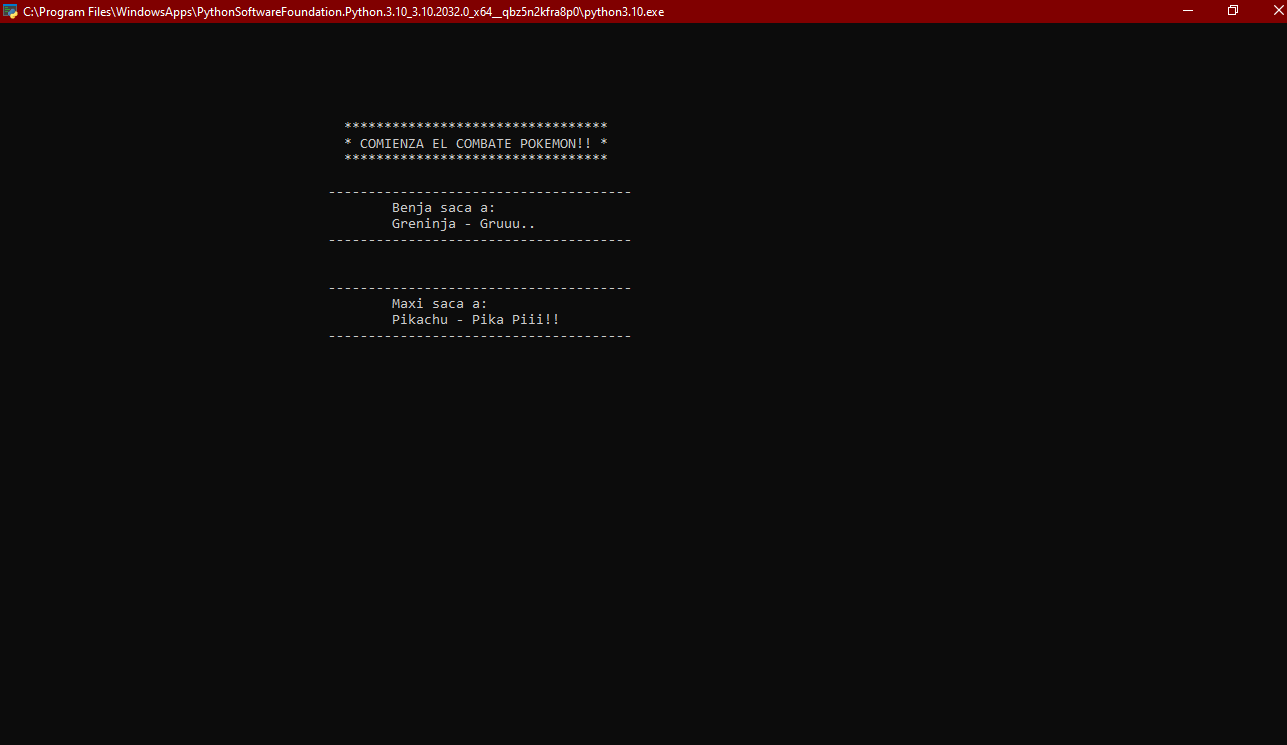 C:\Program Files\WindowsApps\PythonSoftwareFoundation.Python.3.10_3.10.2032.0_x64__qbz5n2kfra8p0\python3.10.exe
*********************************
* COMIENZA EL COMBATE POKEMON!! *
*********************************
--------------------------------------
Benja saca a:
Greninja - Gruuu..
--------------------------------------
--------------------------------------
Maxi saca a:
Pikachu - Pika Piii!!
--------------------------------------